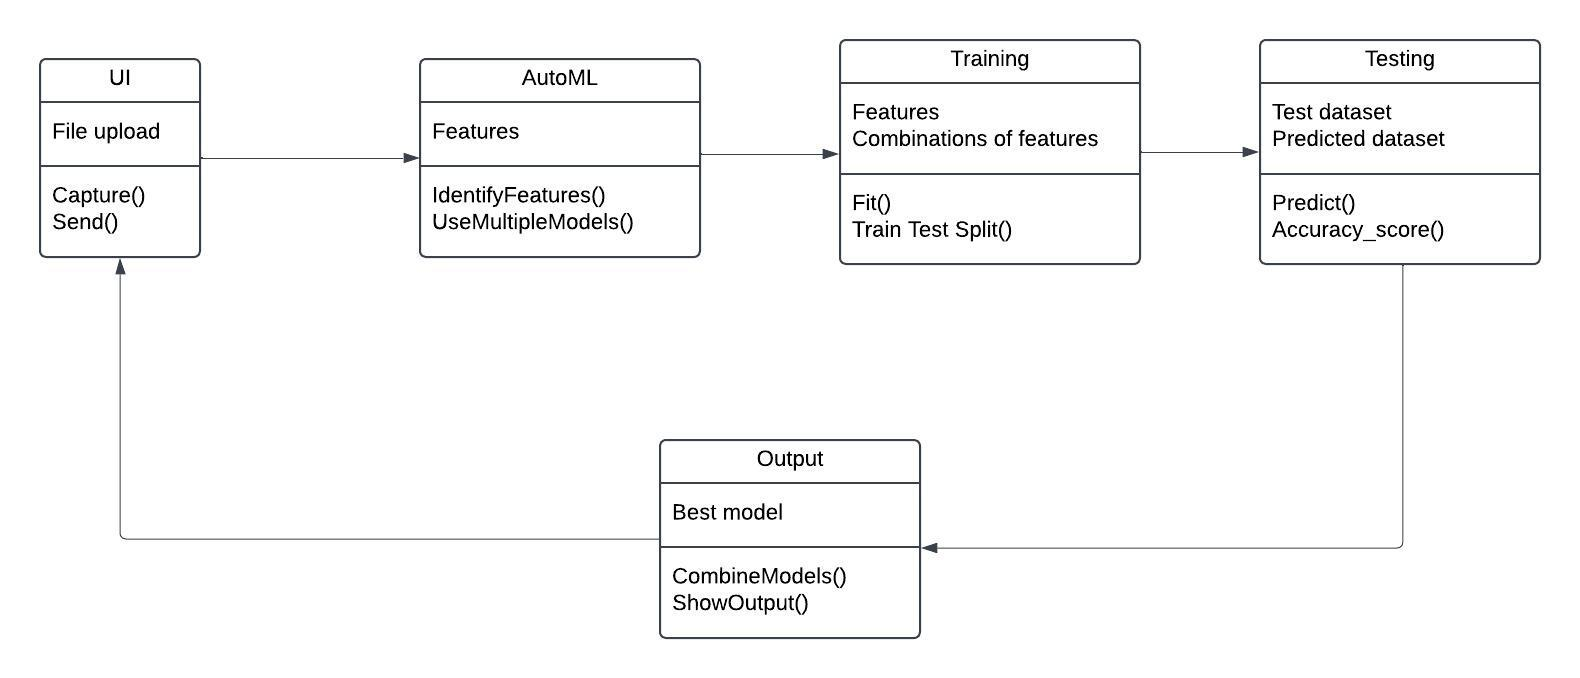 UI
File upload
Capture()
Send()
AutoML
Features
IdentifyFeatures()
UseMultipleModels()
Training
Features
Combinations of features
Fit()
Train Test Split()
Testing
Test dataset
Predicted dataset
Predict()
Accuracy_score()
Output
Best model
CombineModels()
ShowOutput()